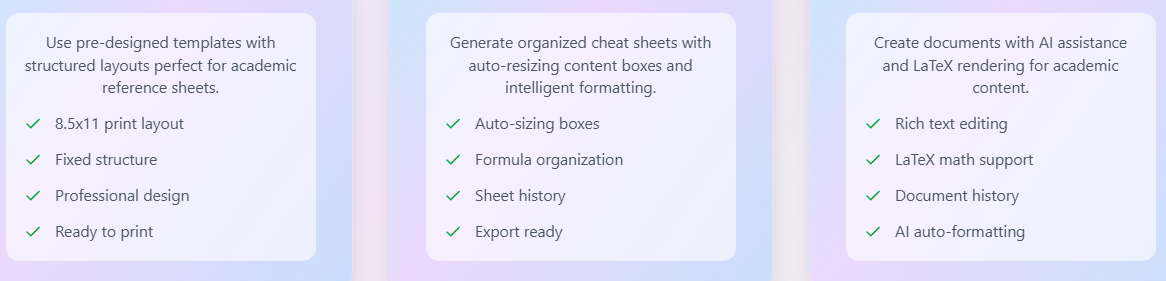 Use pre-designed templates with
structured layouts perfect for academic
reference sheets.
8.5x11 print layout
Fixed structure
Professional design
Ready to print
Generate organized cheat sheets with
auto-resizing content boxes and
intelligent formatting.
Auto-sizing boxes
Formula organization
Sheet history
Export ready
Create documents with AI assistance
and LaTeX rendering for academic
content.
Rich text editing
LaTeX math support
Document history
AI auto-formatting